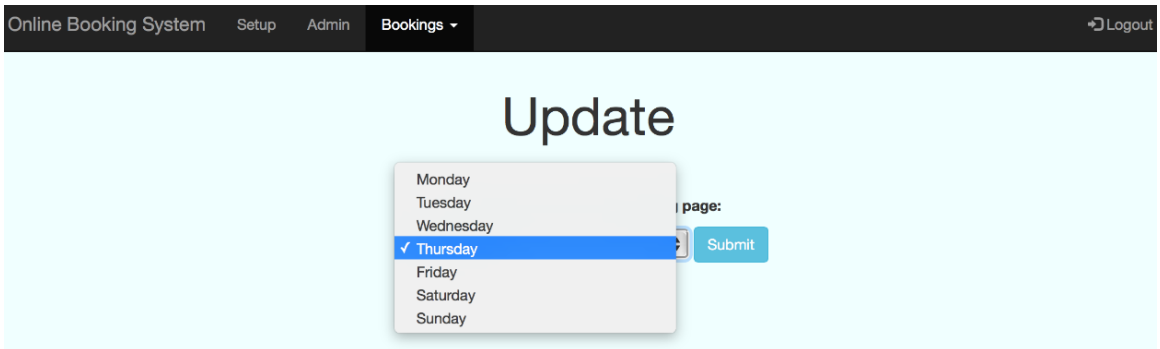 Online Booking System Setup Admin Bookings Logout
Update
Monday
Tuesday
page:
Wednesday
✓ Thursday
Submit
Friday
Saturday
Sunday